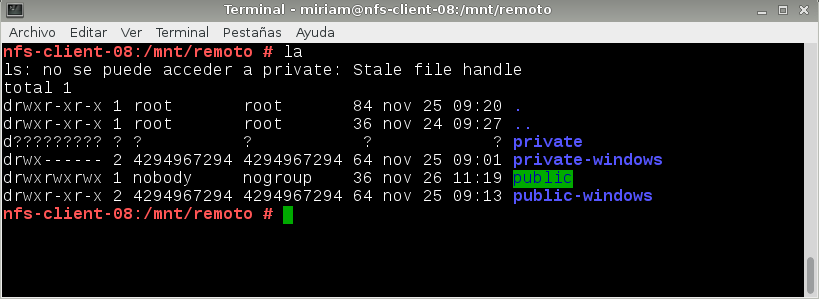 Terminal - miriam@nfs-client-08:/mnt/remoto
Archivo Editar Ver Terminal Pestañas Ayuda
nfs-client-08:/mnt/remoto # la
ls: no se puede acceder a private: Stale file handle
total 1
drwxr-xr-x 1 root       root       84 nov 25 09:20 .
drwxr-xr-x 1 root       root       36 nov 24 09:27 ..
d????????? ? ?          ?           ?            ? private
drwx------ 2 4294967294 4294967294 64 nov 25 09:01 private-windows
drwxrwxrwx 1 nobody     nogroup    36 nov 26 11:19 public
drwxr-xr-x 2 4294967294 4294967294 64 nov 25 09:13 public-windows
nfs-client-08:/mnt/remoto #